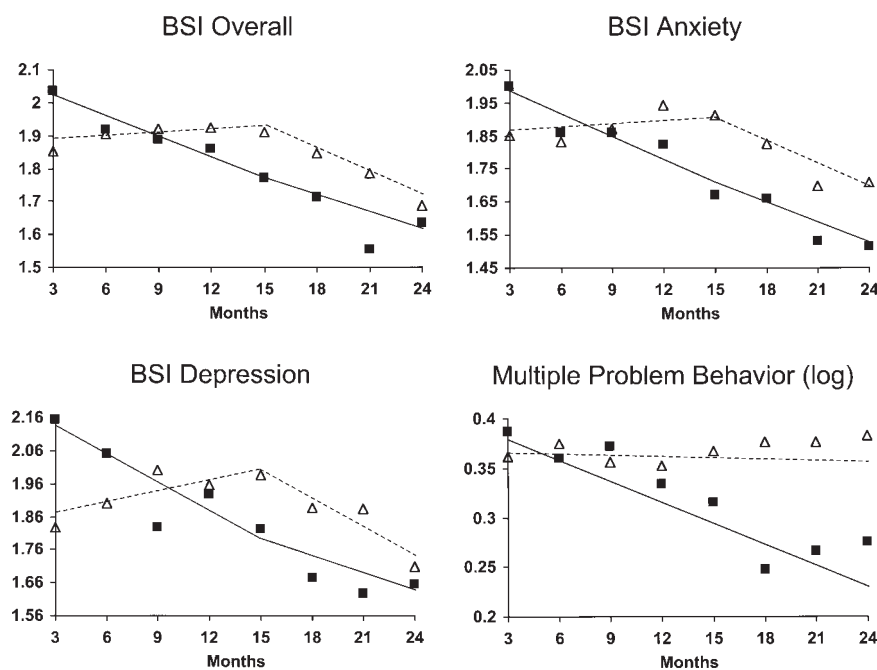 BSI Overall
2.1
2
1.9
1.8
1.7
1.6
1.5
3 6 9 12 15 18 21 24
Months
BSI Anxiety
2.05
1.95
1.85
1.75
1.65
1.55
1.45
3 6 9 12 15 18 21 24
Months
BSI Depression
2.16
2.06
1.96
1.86
1.76
1.66
1.56
3 6 9 12 15 18 21 24
Months
Multiple Problem Behavior (log)
0.4
0.35
0.3
0.25
0.2
3 6 9 12 15 18 21 24
Months